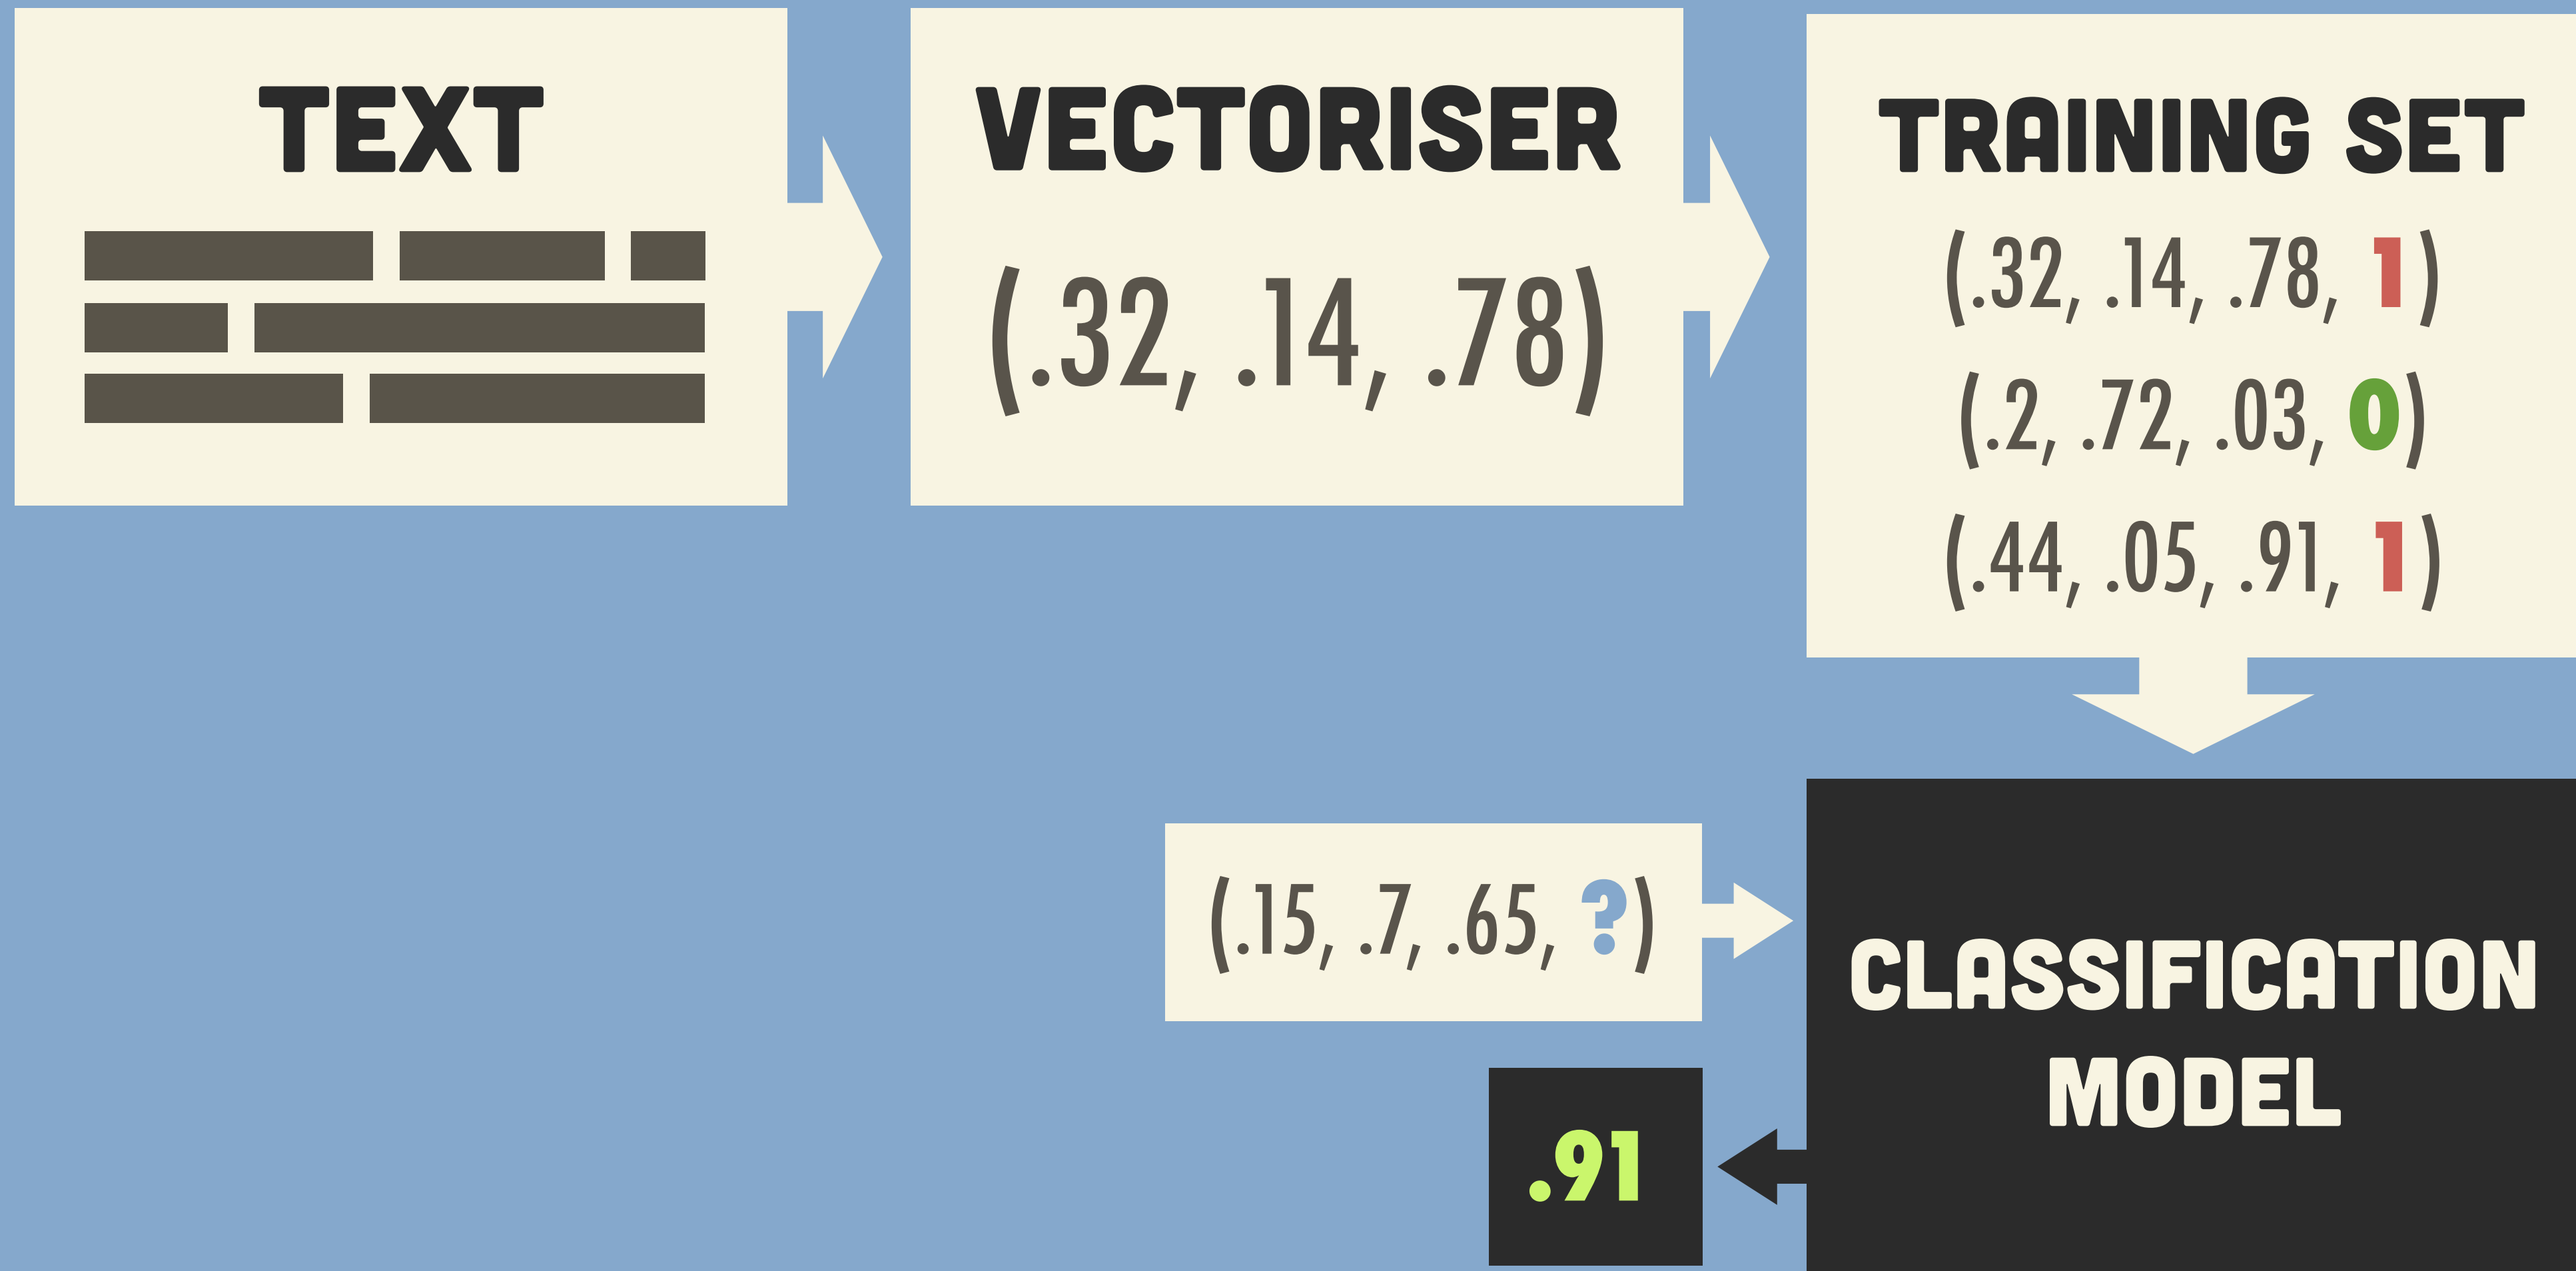 TEXT
VECTORISER
(.32, .14, .78)
TRAINING SET
(.32, .14, .78, 1)
(.2, .72, .03, 0)
(.44, .05, .91, 1)
(.15, .7, .65, ?)
.91
CLASSIFICATION
MODEL